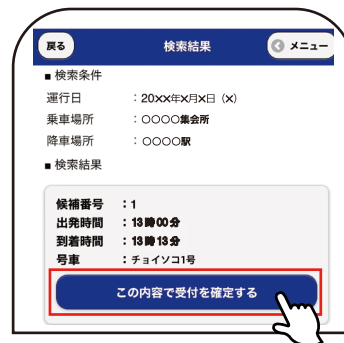 戻る 検索結果 メニュー
■ 検索条件
運行日 ：20××年×月×日（×）
乗車場所 ：○○○○集会所
降車場所 ：○○○○駅
■ 検索結果
候補番号 ：1
出発時間 ：13時00分
到着時間 ：13時13分
号車 ：チョイソコ1号
この内容で受付を確定する